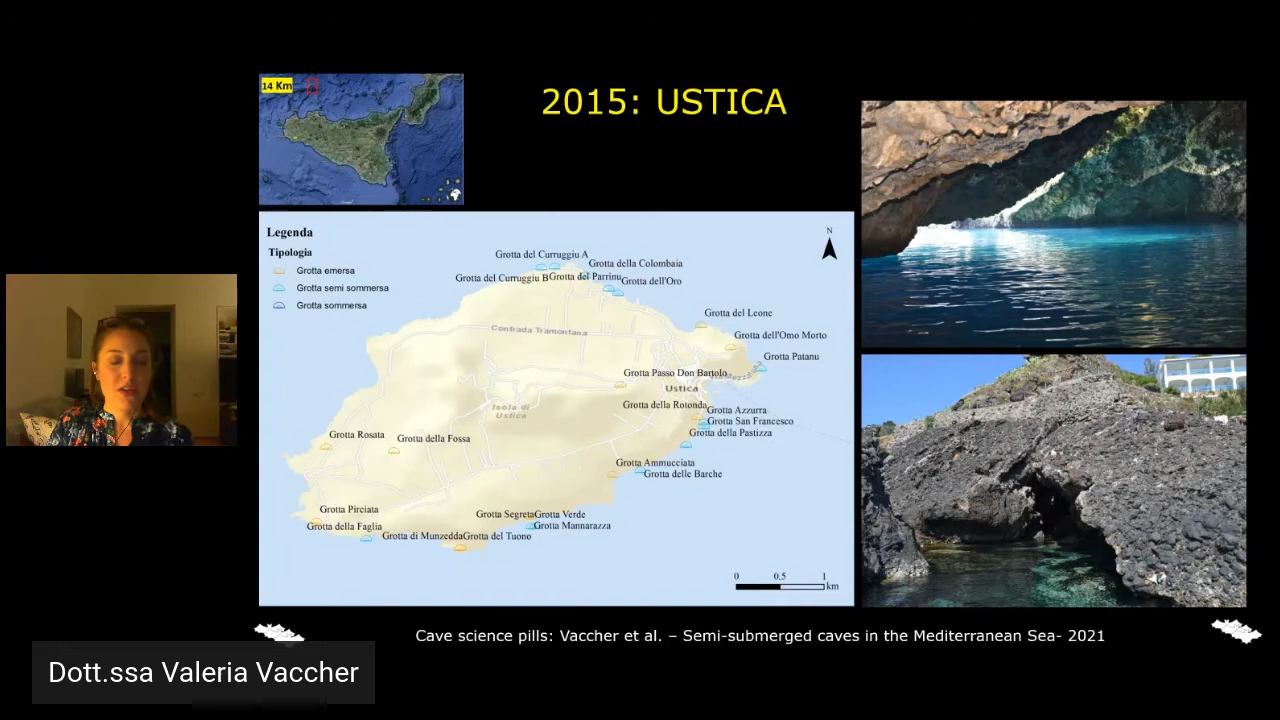 14 Km
2015: USTICA
Legenda
Tipologia
Grotta emersa
Grotta semi sommersa
Grotta sommersa
N
Grotta del Curruggiu A
Grotta della Colombaia
Grotta del Curruggiu B
Grotta del Parrinu
Grotta dell'Oro
Grotta del Leone
Contrada Tramontana
Grotta dell'Omo Morto
Grotta Patanu
Grotta Passo Don Bartolo
Ustica
Isola di
Ustica
Grotta della Rotonda
Grotta Azzurra
Grotta San Francesco
Grotta della Pastizza
Grotta Rosata
Grotta della Fossa
Grotta Ammucciata
Grotta delle Barche
Grotta Pirciata
Grotta Segreta
Grotta Verde
Grotta della Faglia
Grotta Mannarazza
Grotta di Munzedda
Grotta del Tuono
0 0.5 1
km
Cave science pills: Vaccher et al. – Semi-submerged caves in the Mediterranean Sea- 2021
Dott.ssa Valeria Vaccher